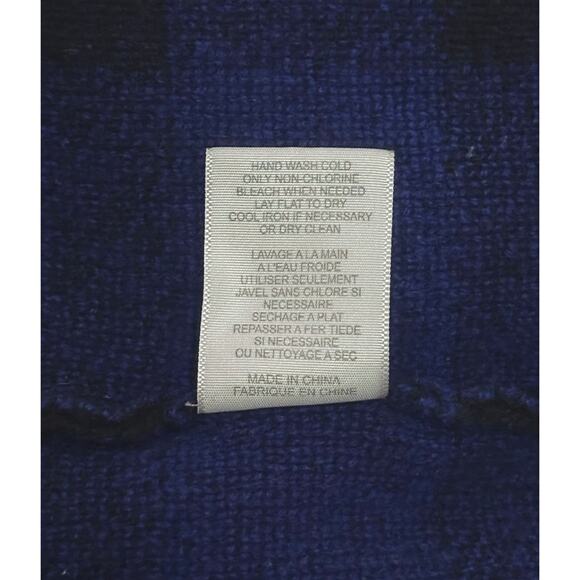 HAND WASH COLD
ONLY NON-CHLORINE
BLEACH WHEN NEEDED
LAY FLAT TO DRY
COOL IRON IF NECESSARY
OR DRY CLEAN
LAVAGE A LA MAIN
A L'EAU FROIDE
UTILISER SEULEMENT
JAVEL SANS CHLORE SI
NECESSAIRE
SECHAGE A PLAT
REPASSER A FER TIEDE
SI NECESSAIRE
OU NETTOYAGE A SEC
MADE IN CHINA
FABRIQUE EN CHINE